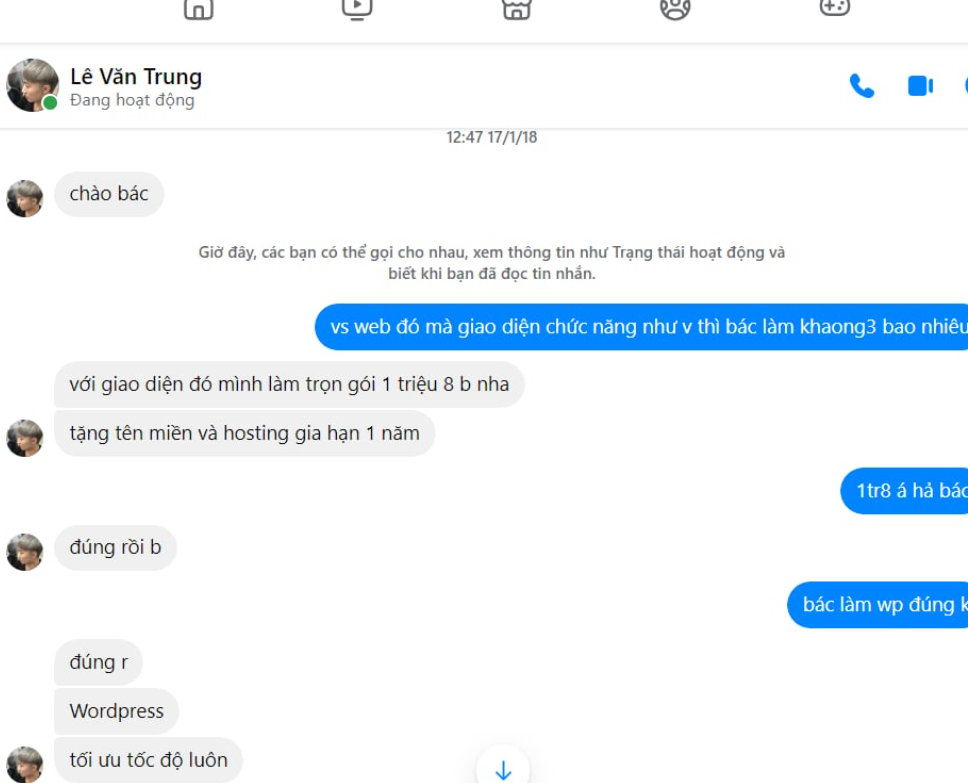 Lê Văn Trung
Đang hoạt động
12:47 17/1/18
chào bác
Giờ đây, các bạn có thể gọi cho nhau, xem thông tin như Trạng thái hoạt động và
biết khi bạn đã đọc tin nhắn.
vs web đó mà giao diện chức năng như v thì bác làm khaong3 bao nhiêu
với giao diện đó mình làm trọn gói 1 triệu 8 b nha
tặng tên miền và hosting gia hạn 1 năm
1tr8 á hả bác
đúng rồi b
bác làm wp đúng k
đúng r
Wordpress
tối ưu tốc độ luôn